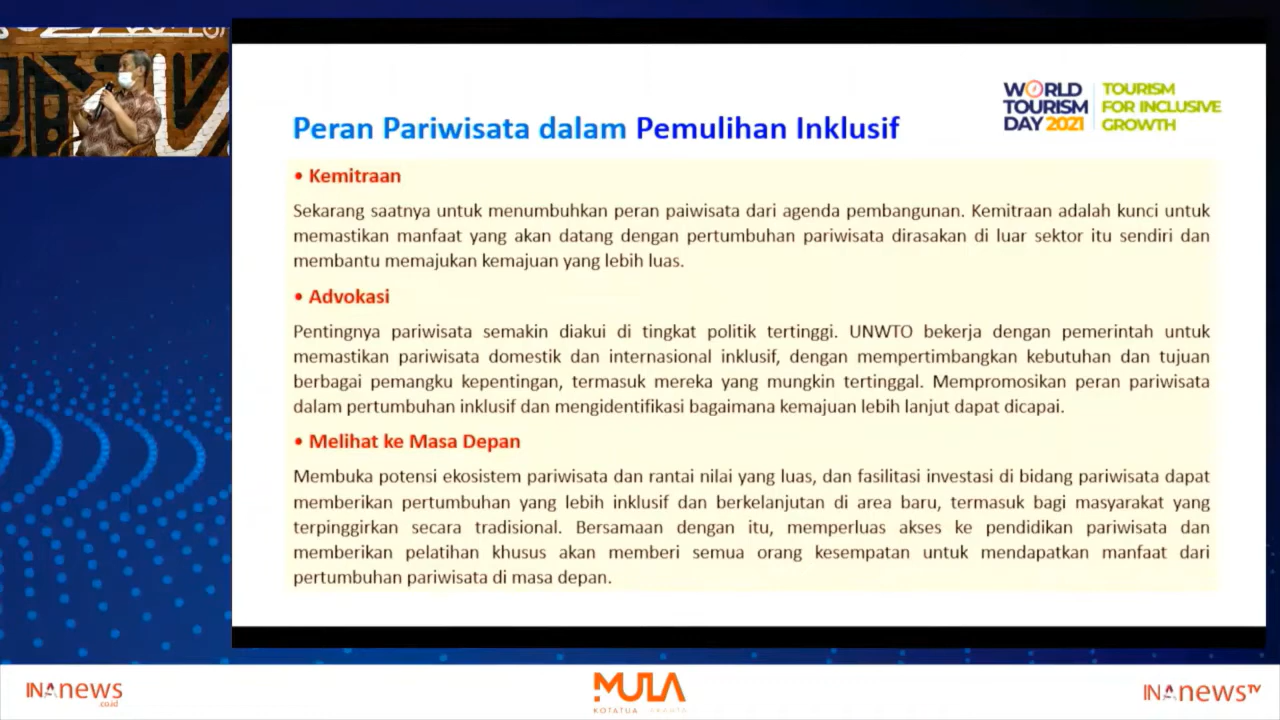 WORLD
TOURISM
DAY 2021
TOURISM
FOR INCLUSIVE
GROWTH
Peran Pariwisata dalam Pemulihan Inklusif
• Kemitraan
Sekarang saatnya untuk menumbuhkan peran paiwisata dari agenda pembangunan. Kemitraan adalah kunci untuk
memastikan manfaat yang akan datang dengan pertumbuhan pariwisata dirasakan di luar sektor itu sendiri dan
membantu memajukan kemajuan yang lebih luas.
• Advokasi
Pentingnya pariwisata semakin diakui di tingkat politik tertinggi. UNWTO bekerja dengan pemerintah untuk
memastikan pariwisata domestik dan internasional inklusif, dengan mempertimbangkan kebutuhan dan tujuan
berbagai pemangku kepentingan, termasuk mereka yang mungkin tertinggal. Mempromosikan peran pariwisata
dalam pertumbuhan inklusif dan mengidentifikasi bagaimana kemajuan lebih lanjut dapat dicapai.
• Melihat ke Masa Depan
Membuka potensi ekosistem pariwisata dan rantai nilai yang luas, dan fasilitasi investasi di bidang pariwisata dapat
memberikan pertumbuhan yang lebih inklusif dan berkelanjutan di area baru, termasuk bagi masyarakat yang
terpinggirkan secara tradisional. Bersamaan dengan itu, memperluas akses ke pendidikan pariwisata dan
memberikan pelatihan khusus akan memberi semua orang kesempatan untuk mendapatkan manfaat dari
pertumbuhan pariwisata di masa depan.
INAnews
co.id
MULA
KOTATUA
INAnewsTV